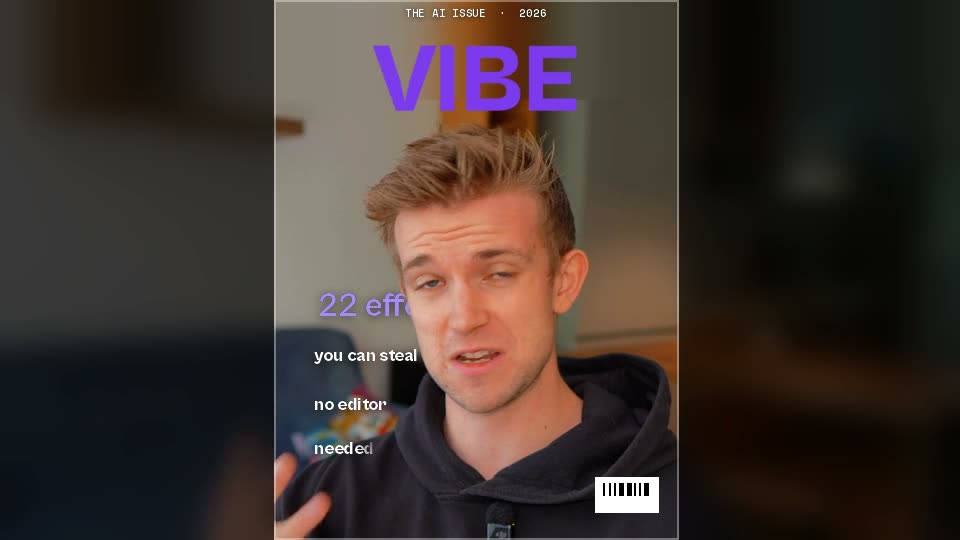 THE AI ISSUE · 2026
VIBE
22
you can steal
no editor
needed